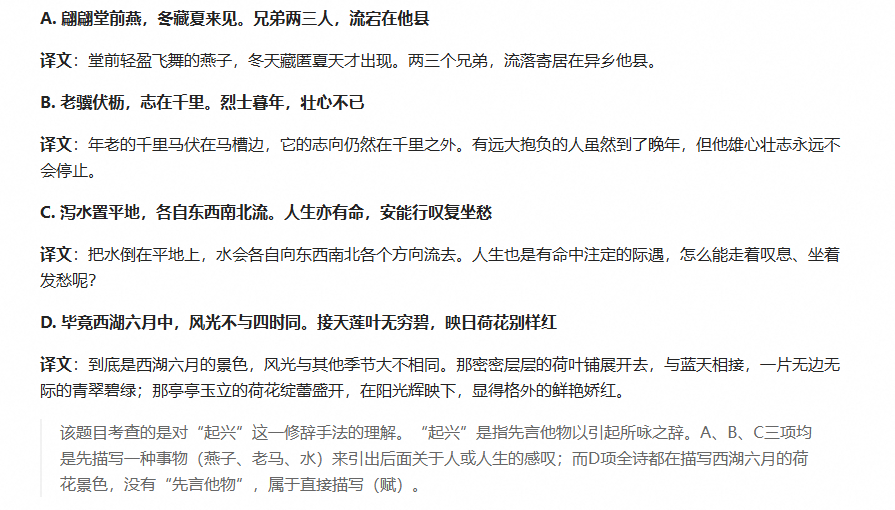 A. 翩翩堂前燕，冬藏夏来见。兄弟两三人，流宕在他县
译文：堂前轻盈飞舞的燕子，冬天藏匿夏天才出现。两三个兄弟，流落寄居在异乡他县。
B. 老骥伏枥，志在千里。烈士暮年，壮心不已
译文：年老的千里马伏在马槽边，它的志向仍然在千里之外。有远大抱负的人虽然到了晚年，但他雄心壮志永远不
会停止。
C. 泻水置平地，各自东西南北流。人生亦有命，安能行叹复坐愁
译文：把水倒在平地上，水会各自向东西南北各个方向流去。人生也是有命中注定的际遇，怎么能走着叹息、坐着
发愁呢？
D. 毕竟西湖六月中，风光不与四时同。接天莲叶无穷碧，映日荷花别样红
译文：到底是西湖六月的景色，风光与其他季节大不相同。那密密层层的荷叶铺展开去，与蓝天相接，一片无边无
际的青翠碧绿；那亭亭玉立的荷花绽蕾盛开，在阳光辉映下，显得格外的鲜艳娇红。
该题目考查的是对“起兴”这一修辞手法的理解。“起兴”是指先言他物以引起所咏之辞。A、B、C三项均
是先描写一种事物（燕子、老马、水）来引出后面关于人或人生的感叹；而D项全诗都在描写西湖六月的荷
花景色，没有“先言他物”，属于直接描写（赋）。